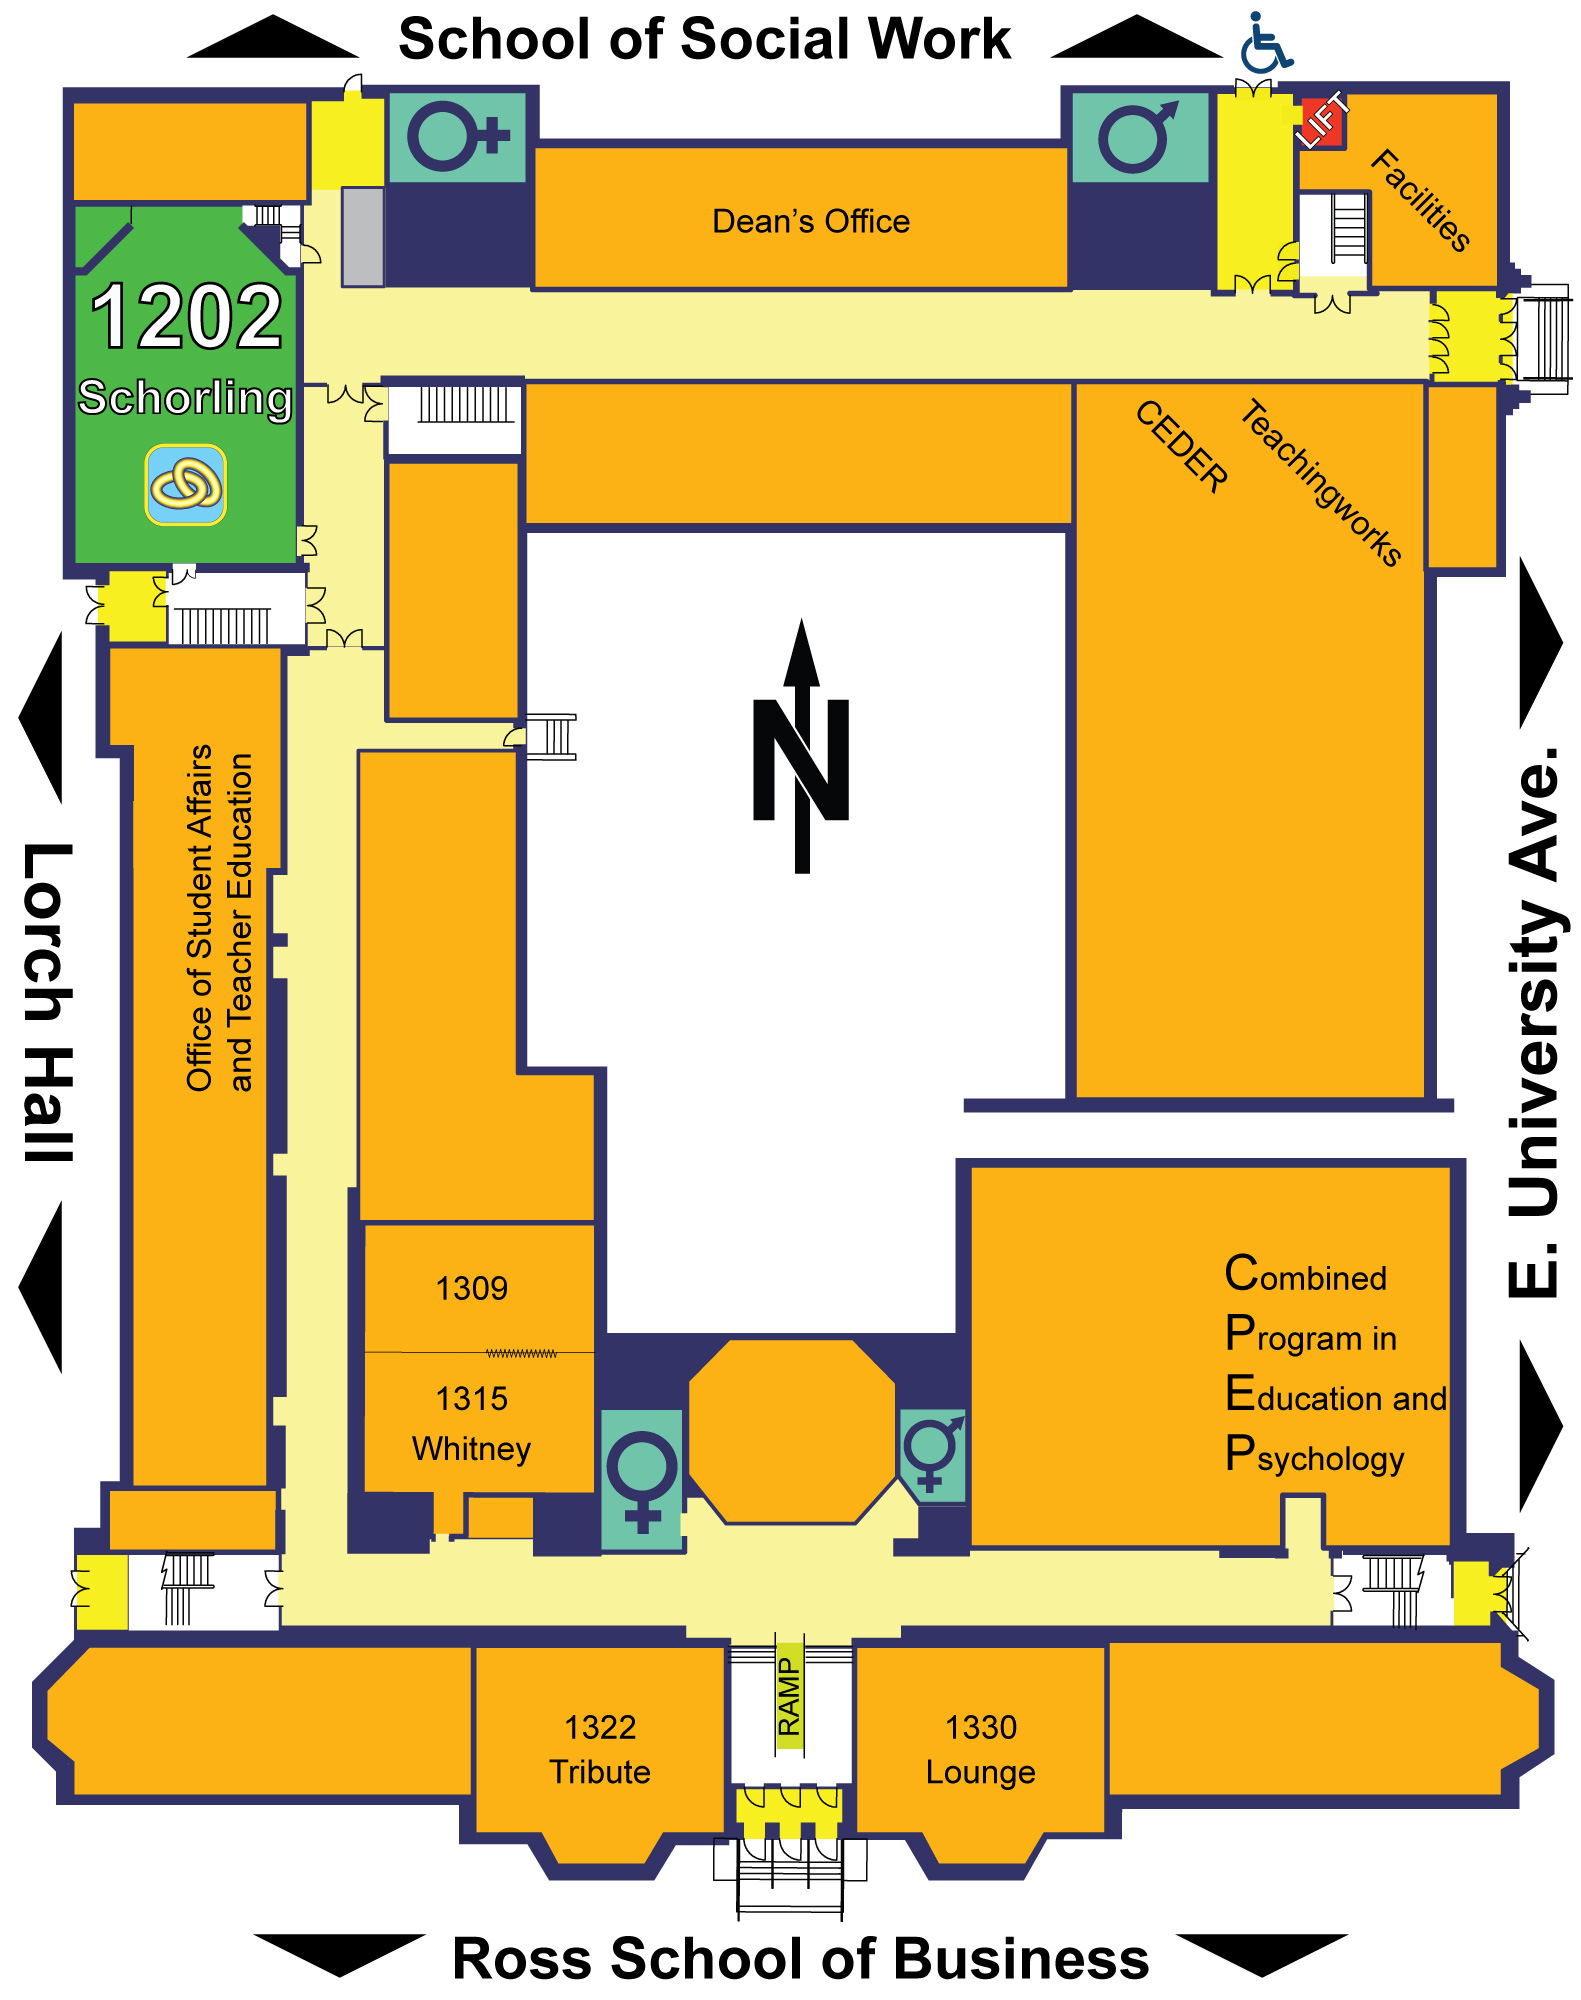 School of Social Work
LIFT
Facilities
Dean's Office
1202
Schorling
CEDER
Teachingworks
N
Office of Student Affairs
and Teacher Education
Lorch Hall
E. University Ave.
1309
1315
Whitney
Combined
Program in
Education and
Psychology
1322
Tribute
RAMP
1330
Lounge
Ross School of Business